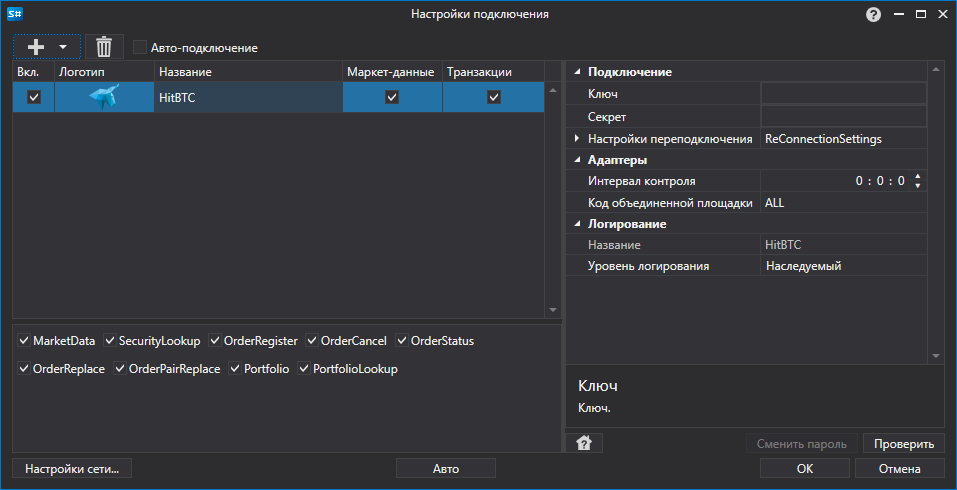 S#
Настройки подключения
?
Авто-подключение
Вкл. Логотип Название Маркет-данные Транзакции
HitBTC
MarketData SecurityLookup OrderRegister OrderCancel OrderStatus
OrderReplace OrderPairReplace Portfolio PortfolioLookup
Подключение
Ключ
Секрет
Настройки переподключения ReConnectionSettings
Адаптеры
Интервал контроля 0 : 0 : 0
Код объединенной площадки ALL
Логирование
Название HitBTC
Уровень логирования Наследуемый
Ключ
Ключ.
?
Сменить пароль Проверить
Настройки сети... Авто OK Отмена